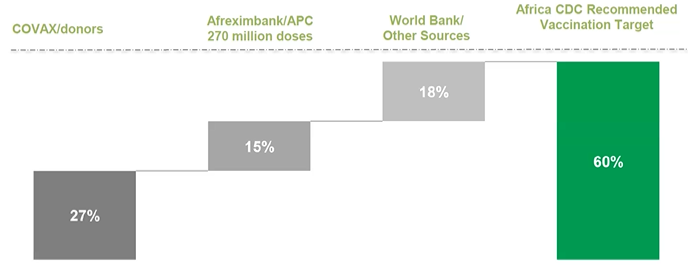 COVAX/donors
Afreximbank/APC
270 million doses
World Bank/
Other Sources
Africa CDC Recommended
Vaccination Target
27%
15%
18%
60%